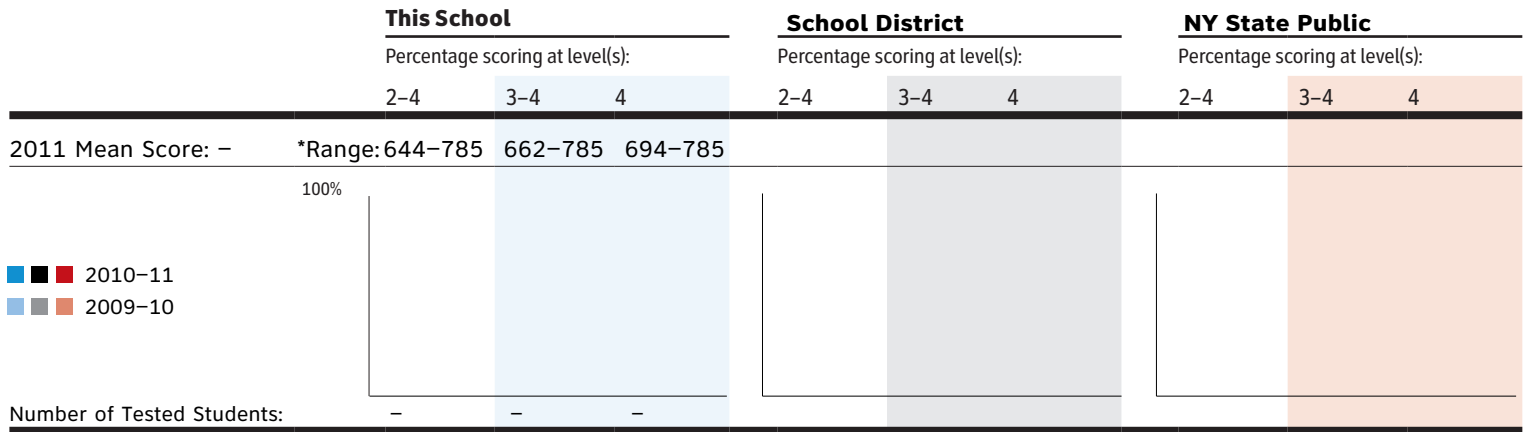 This School School District NY State Public
Percentage scoring at level(s): Percentage scoring at level(s): Percentage scoring at level(s):
2–4 3–4 4 2–4 3–4 4 2–4 3–4 4
2011 Mean Score: – *Range: 644–785 662–785 694–785
100%
2010–11
2009–10
Number of Tested Students: – – –